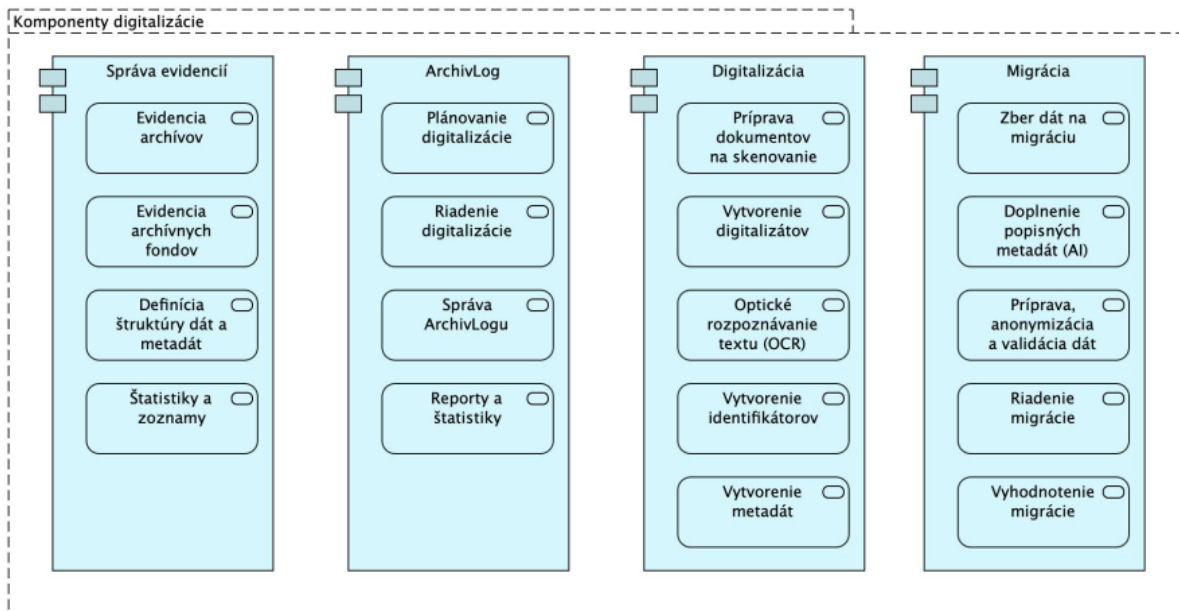 Komponenty digitalizácie
Správa evidencií
Evidencia
archívov
Evidencia
archívnych
fondov
Definícia
štruktúry dát a
metadát
Štatistiky a
zoznamy
ArchivLog
Plánovanie
digitalizácie
Riadenie
digitalizácie
Správa
ArchivLogu
Reporty a
štatistiky
Digitalizácia
Príprava
dokumentov
na skenovanie
Vytvorenie
digitalizátov
Optické
rozpoznávanie
textu (OCR)
Vytvorenie
identifikátorov
Vytvorenie
metadát
Migrácia
Zber dát na
migráciu
Doplnenie
popisných
metadát (AI)
Príprava,
anonymizácia
a validácia dát
Riadenie
migrácie
Vyhodnotenie
migrácie